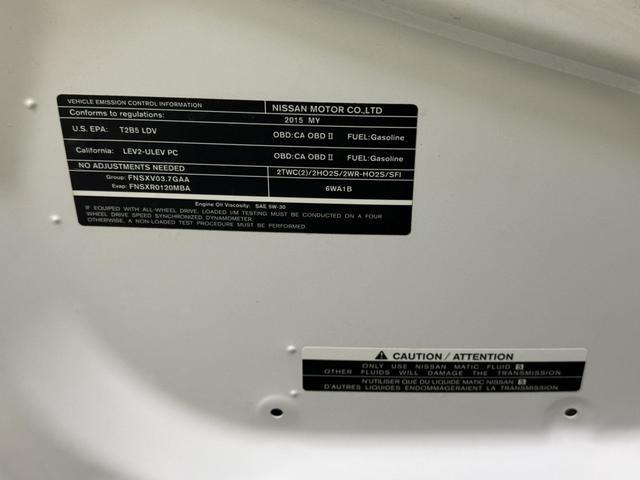 VEHICLE EMISSION CONTROL INFORMATION NISSAN MOTOR CO.,LTD
Conforms to regulations: 2015 MY
U.S. EPA: T2B5 LDV OBD:CA OBD II FUEL:Gasoline
California: LEV2-ULEV PC OBD:CA OBD II FUEL:Gasoline
NO ADJUSTMENTS NEEDED 2TWC(2)/2HO2S/2WR-HO2S/SFI
Group: FNSXV03.7GAA
Evap: FNSXR0120MBA 6WA1B
Engine Oil Viscosity: SAE 5W-30
IF EQUIPPED WITH ALL-WHEEL DRIVE, LOADED I/M TESTING MUST BE CONDUCTED ON A FOUR
WHEEL DRIVE SPEED SYNCHRONIZED DYNAMOMETER.
OTHERWISE, A NON-LOADED TEST PROCEDURE MUST BE PERFORMED.
CAUTION / ATTENTION
ONLY USE NISSAN MATIC FLUID S
OTHER FLUIDS WILL DAMAGE THE TRANSMISSION
N'UTILISER QUE DU LIQUIDE MATIC NISSAN S
D'AUTRES LIQUIDES ENDOMMAGERAIENT LA TRANSMISSION